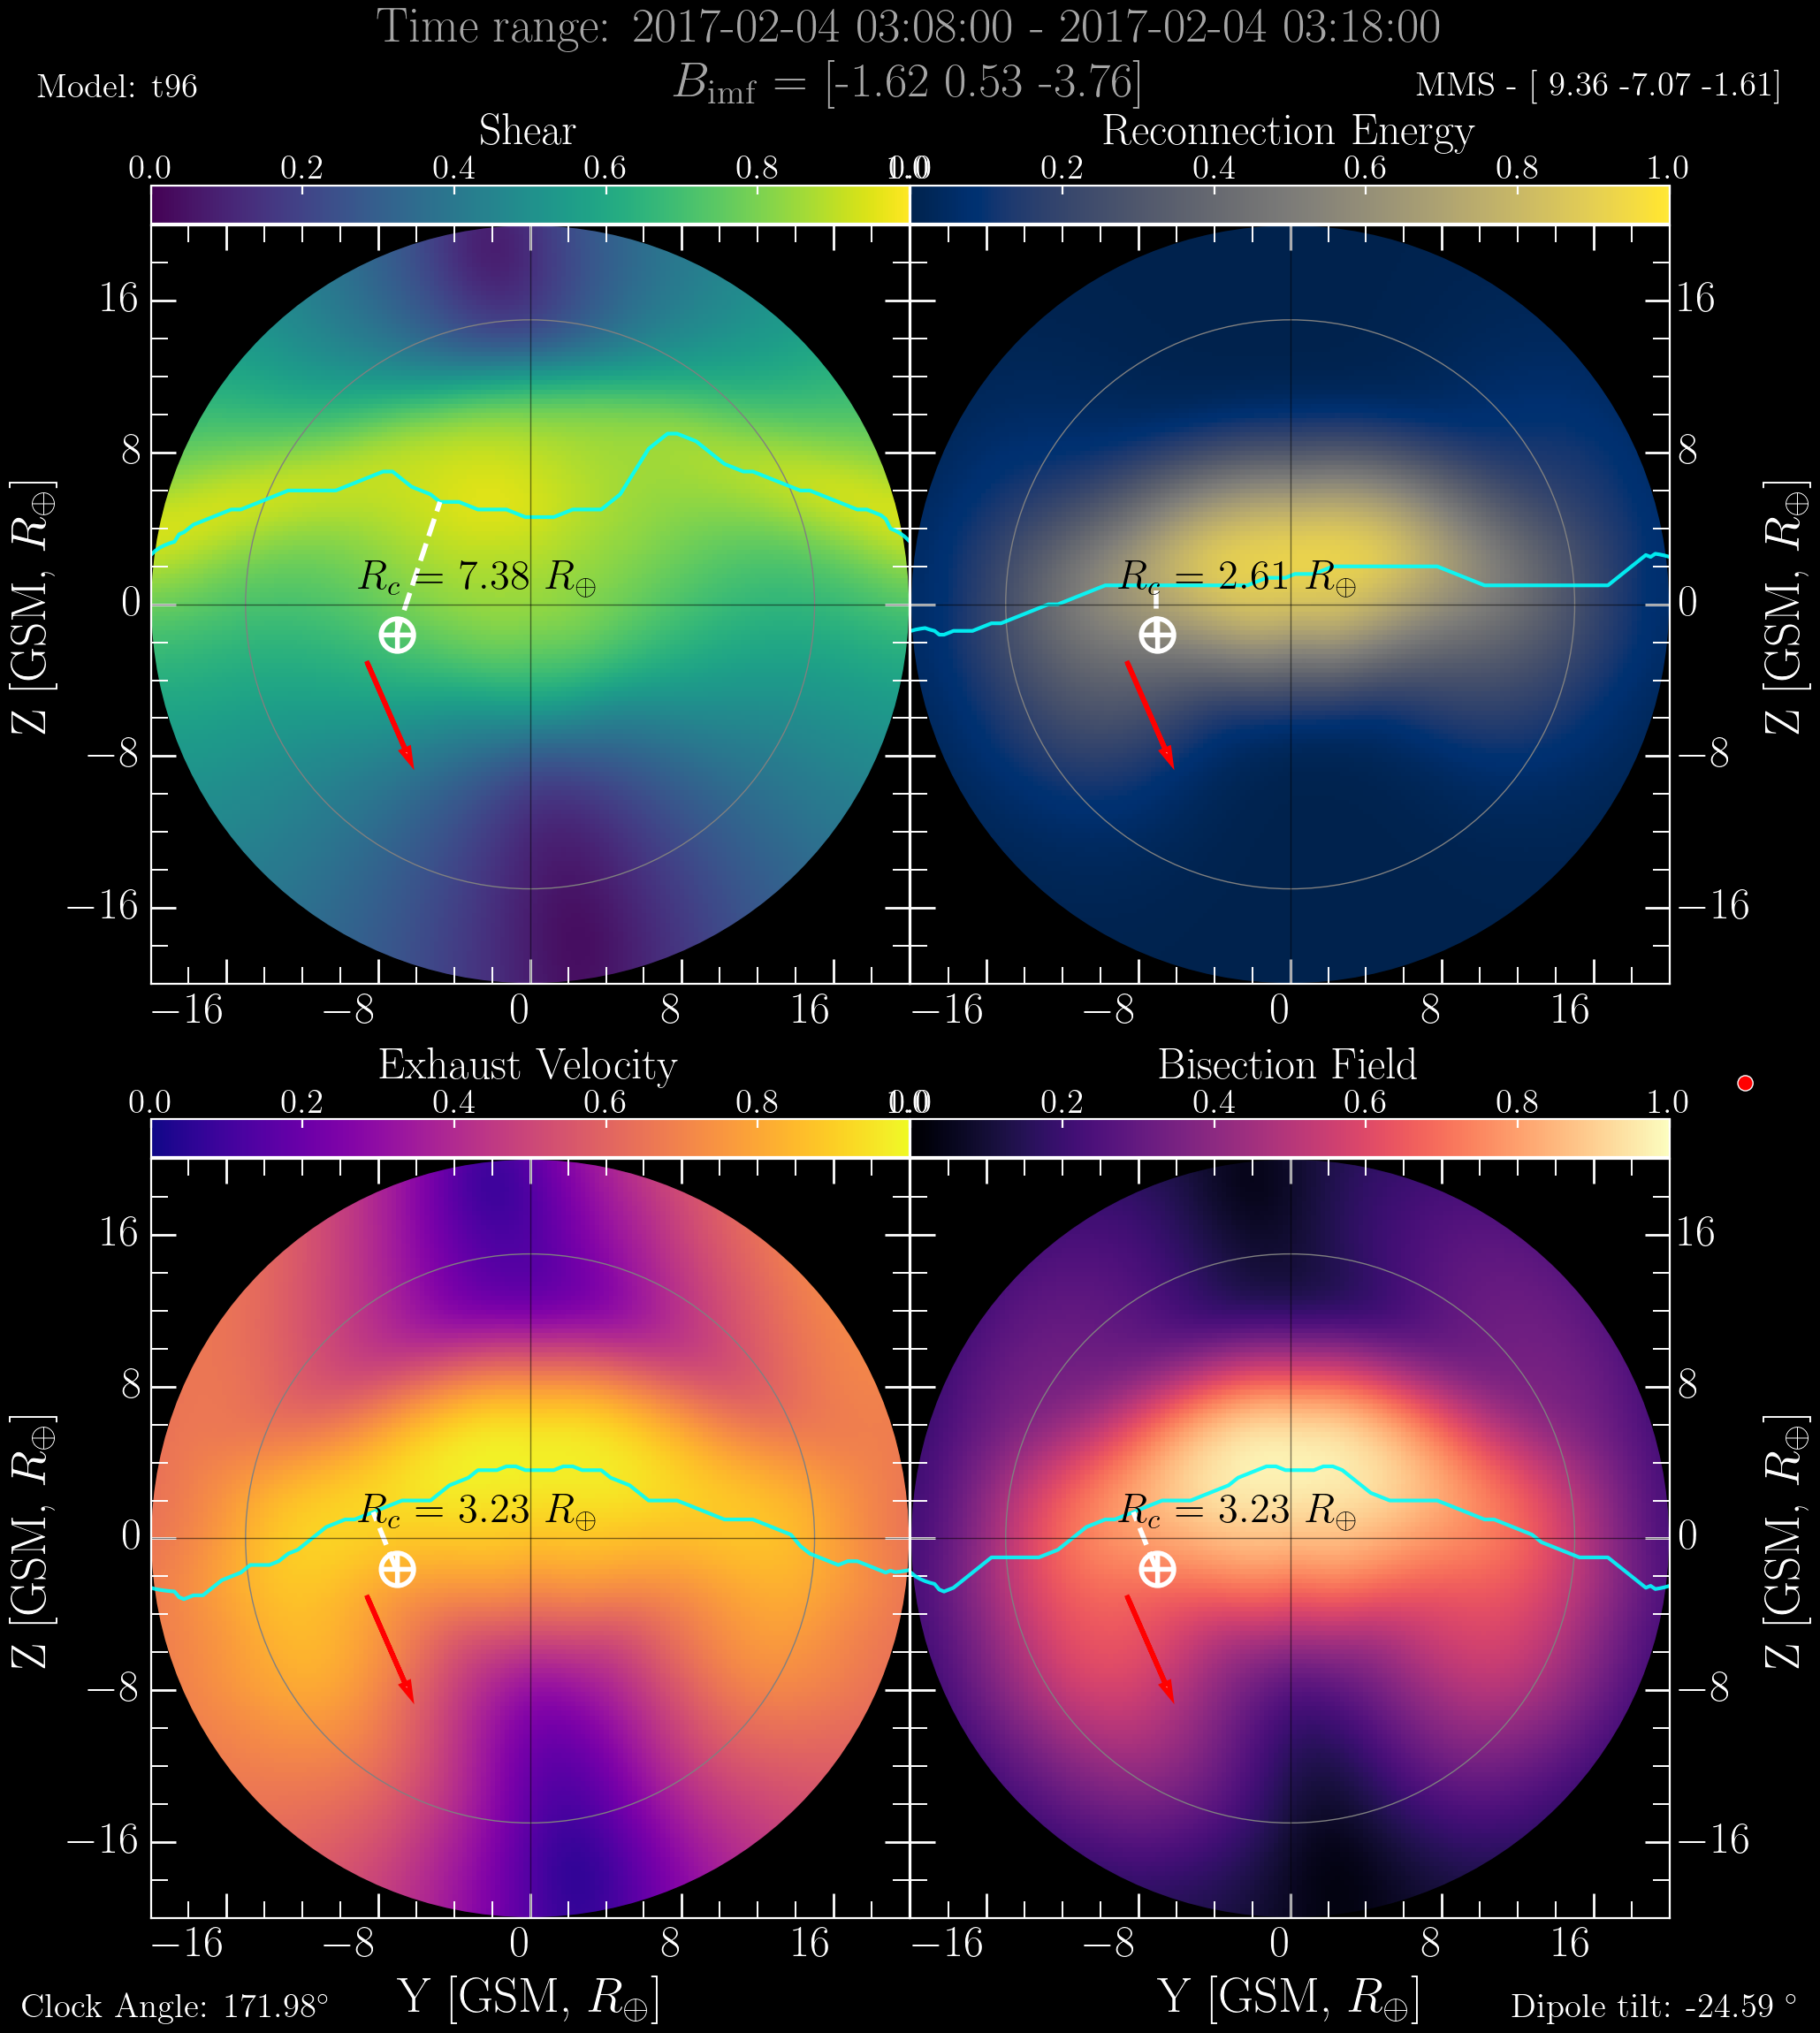 Time range: 2017-02-04 03:08:00 - 2017-02-04 03:18:00
Model: t96
B_imf = [-1.62 0.53 -3.76]
MMS - [ 9.36 -7.07 -1.61]
Shear
0.0 0.2 0.4 0.6 0.8 1.0
Reconnection Energy
0.0 0.2 0.4 0.6 0.8 1.0
Z [GSM, R⊕]
16
8
0
−8
−16
R_c = 7.38 R⊕
−16 −8 0 8 16
R_c = 2.61 R⊕
16
8
0
−8
−16
Z [GSM, R⊕]
−16 −8 0 8 16
Exhaust Velocity
0.0 0.2 0.4 0.6 0.8 1.0
Bisection Field
0.0 0.2 0.4 0.6 0.8 1.0
Z [GSM, R⊕]
16
8
0
−8
−16
R_c = 3.23 R⊕
−16 −8 0 8 16
Y [GSM, R⊕]
R_c = 3.23 R⊕
16
8
0
−8
−16
Z [GSM, R⊕]
−16 −8 0 8 16
Y [GSM, R⊕]
Clock Angle: 171.98°
Dipole tilt: -24.59 °